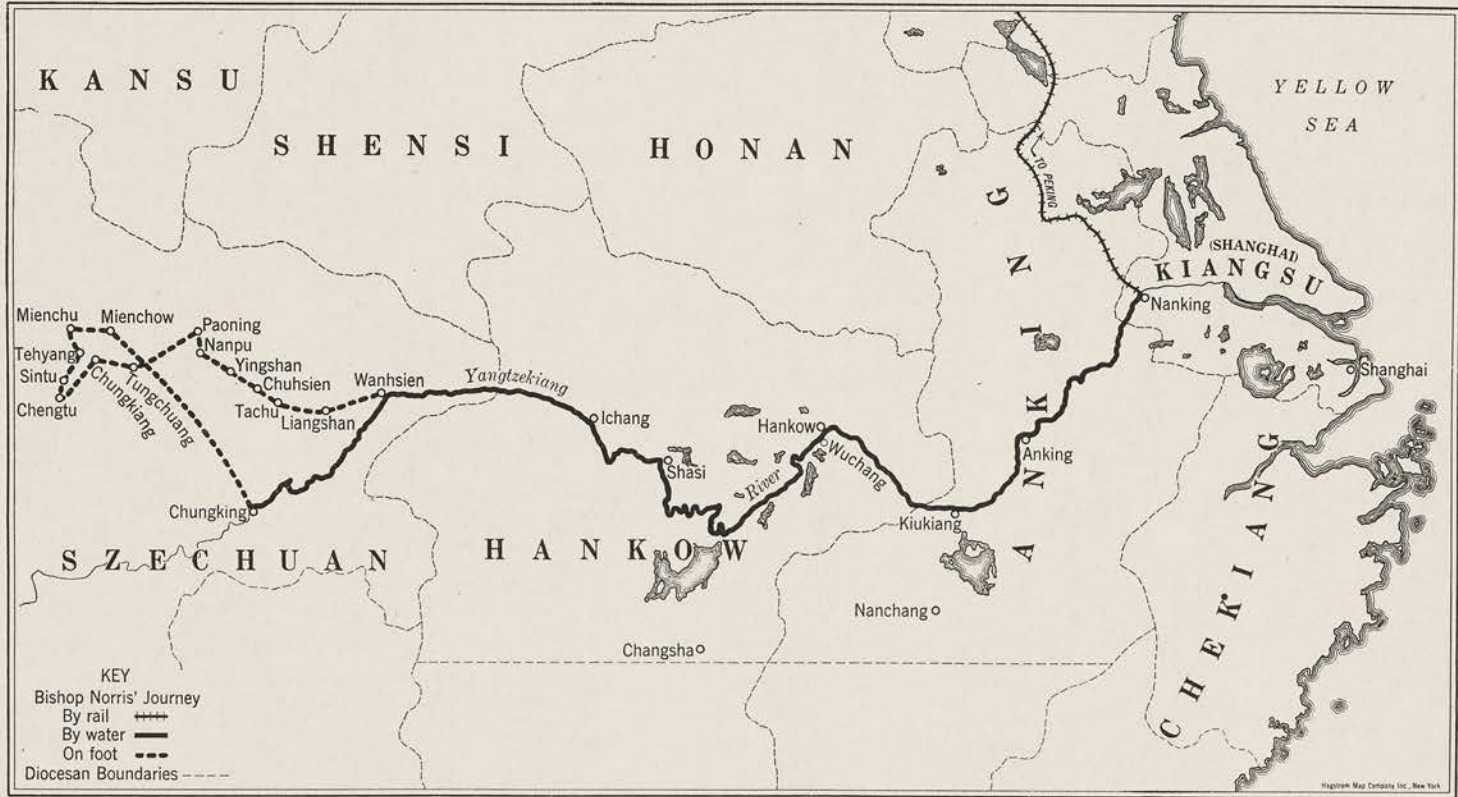 KANSU
SHENSI
HONAN
YELLOW
SEA
TO PEKING
ANKING
(SHANGHAI)
KIANGSU
Nanking
Mienchu
Mienchow
Paoning
Nanpu
Tehyang
Yingshan
Sintu
Chuhsien
Wanhsien
Yangtzekiang
Shanghai
Chengtu
Chungkiang
Tungchuang
Tachu
Liangshan
Ichang
Hankow
Wuchang
Shasi
River
Anking
Chungking
Kiukiang
SZECHUAN
HANKOW
CHEKIANG
Nanchang
Changsha
KEY
Bishop Norris' Journey
By rail
By water
On foot
Diocesan Boundaries
Hagstrom Map Company Inc., New York